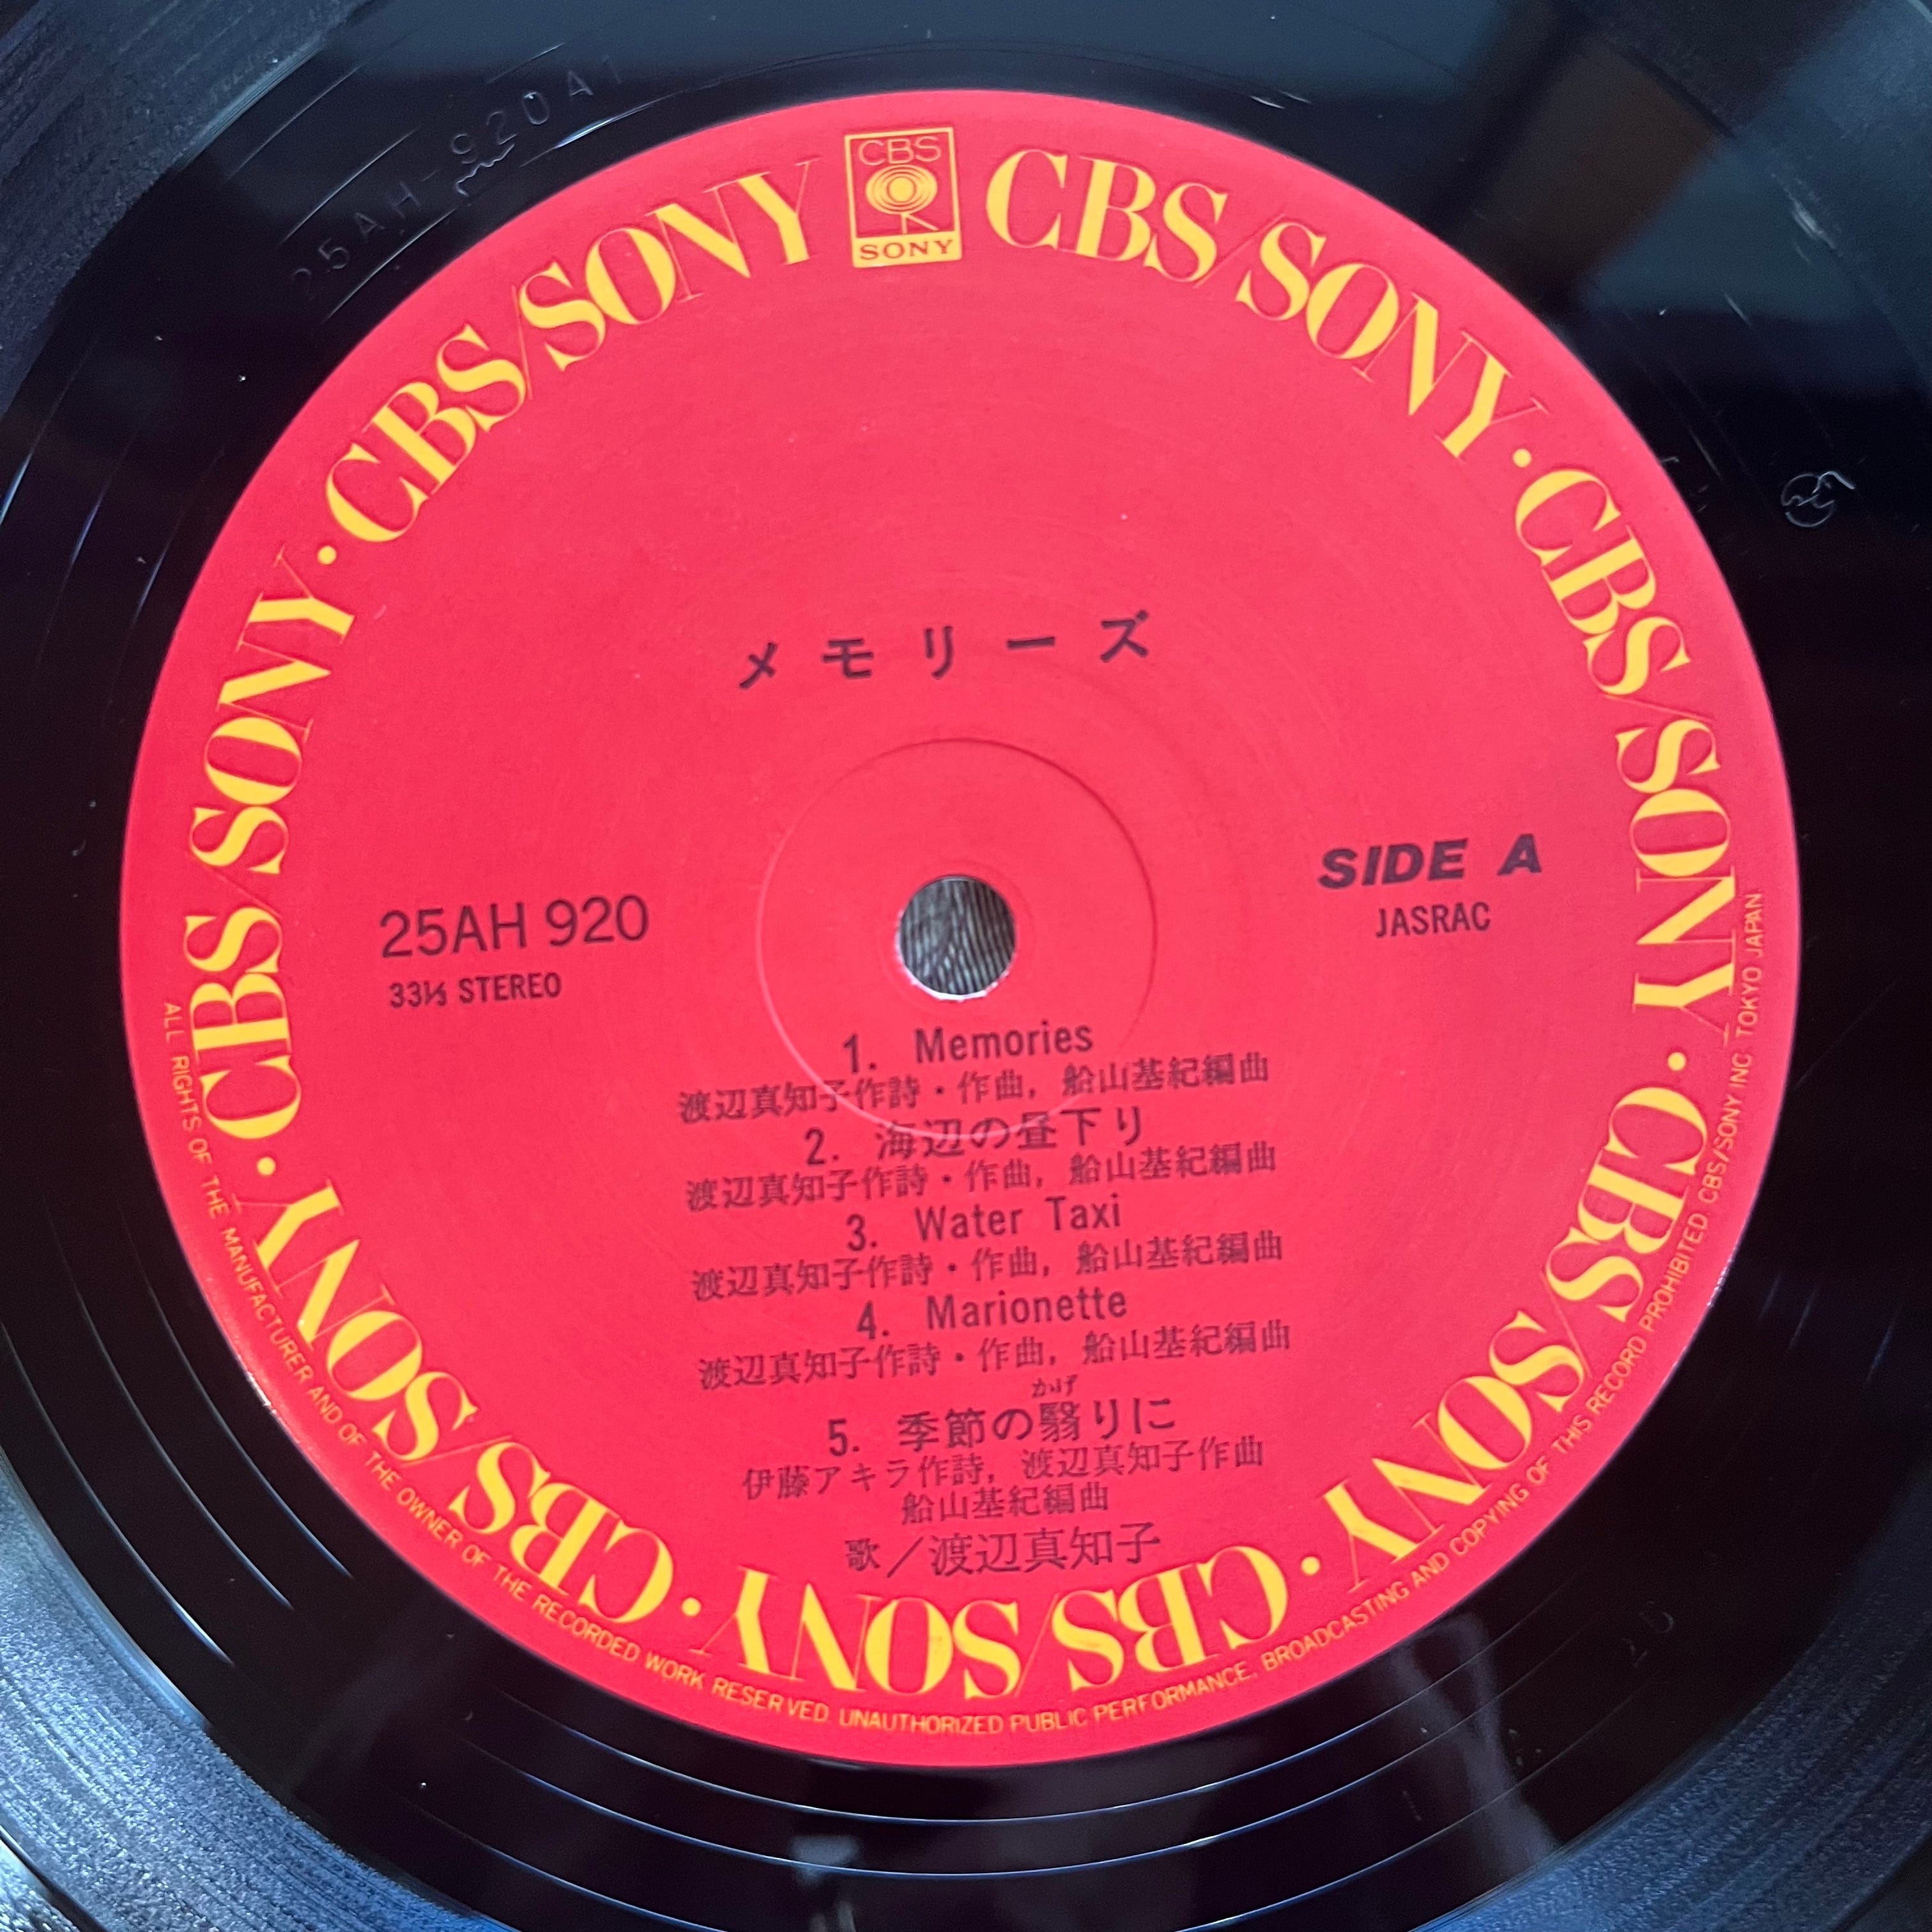 25AH-920A1
CBS
SONY
CBS/SONY · CBS/SONY · CBS/SONY · CBS/SONY · CBS/SONY · CBS/SONY · CBS/SONY
メモリーズ
SIDE A
JASRAC
25AH 920
33⅓ STEREO
1. Memories
渡辺真知子作詩・作曲, 船山基紀編曲
2. 海辺の昼下り
渡辺真知子作詩・作曲, 船山基紀編曲
3. Water Taxi
渡辺真知子作詩・作曲, 船山基紀編曲
4. Marionette
渡辺真知子作詩・作曲, 船山基紀編曲
かげ
5. 季節の翳りに
伊藤アキラ作詩, 渡辺真知子作曲
船山基紀編曲
歌／渡辺真知子
ALL RIGHTS OF THE MANUFACTURER AND OF THE OWNER OF THE RECORDED WORK RESERVED. UNAUTHORIZED PUBLIC PERFORMANCE, BROADCASTING AND COPYING OF THIS RECORD PROHIBITED CBS/SONY INC. TOKYO JAPAN